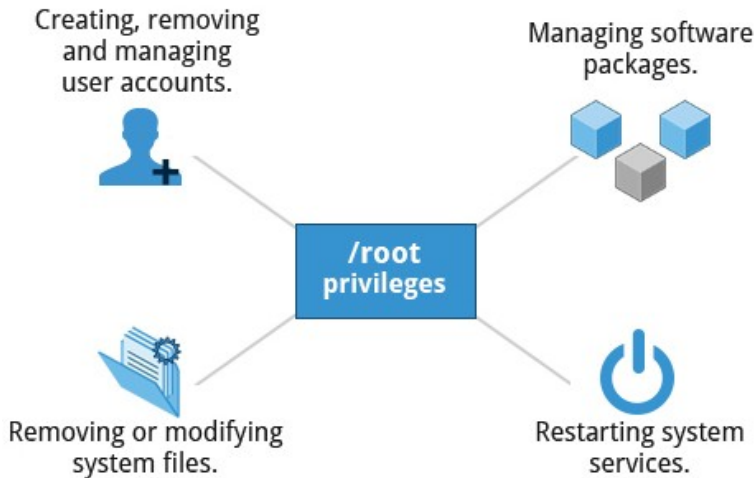 Creating, removing
and managing
user accounts.
Managing software
packages.
/root
privileges
Removing or modifying
system files.
Restarting system
services.